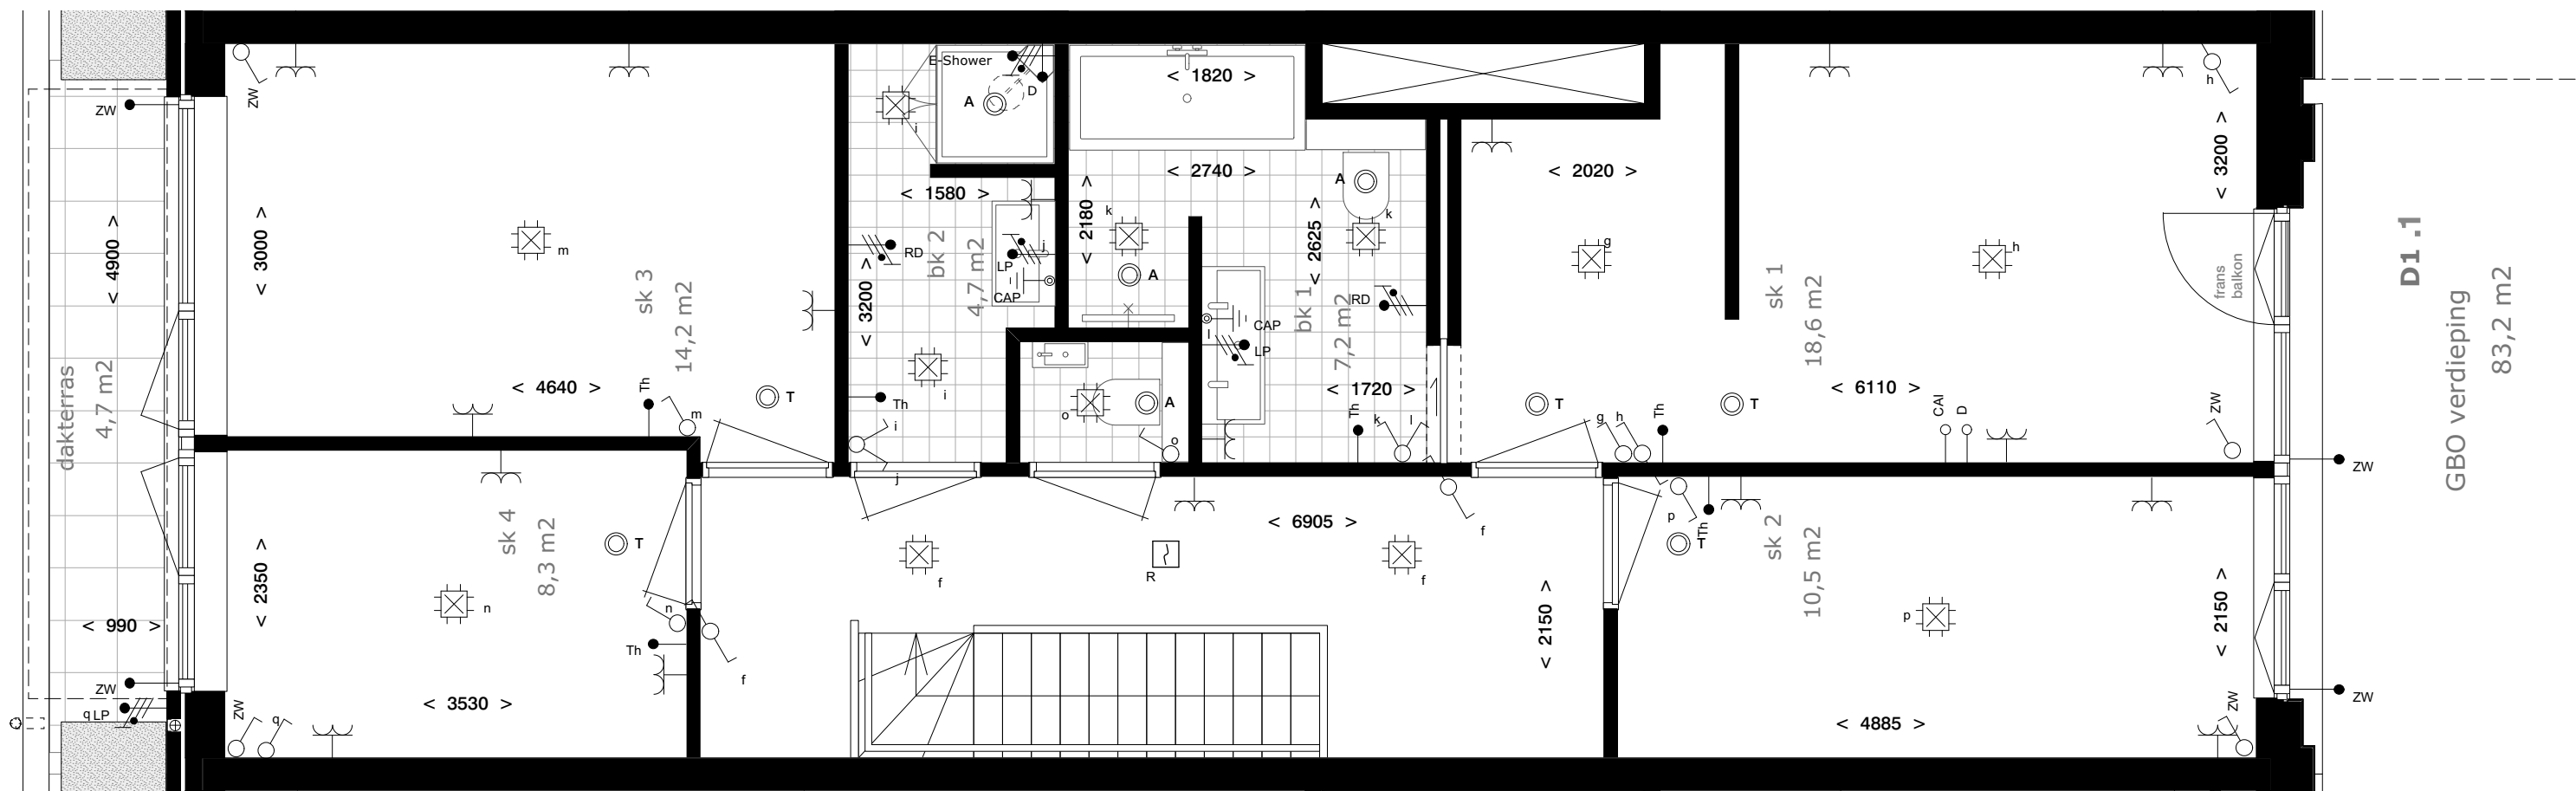 ZW
ZW
< 4900 >
< 3000 >
m
sk 3
14,2 m2
< 4640 >
Th
m
T
dakterras
4,7 m2
< 990 >
ZW
q LP
ZW
q
< 2350 >
n
sk 4
8,3 m2
T
n
Th
f
< 3530 >
E-Shower
A
D
i
< 1580 >
RD
bk 2
4,7 m2
j
LP
CAP
< 3200 >
i
Th
i
j
< 1820 >
< 2740 >
< 2180 >
k
A
A
k
< 2625 >
RD
bk 1
7,2 m2
l
CAP
LP
< 1720 >
Th
k
l
o
A
o
f
R
< 6905 >
f
f
< 2150 >
< 2020 >
g
T
g
h
Th
sk 1
18,6 m2
h
T
< 6110 >
CAI
D
ZW
h
< 3200 >
frans
balkon
ZW
p
Th
T
sk 2
10,5 m2
p
< 2150 >
< 4885 >
ZW
ZW
D1 .1
GBO verdieping
83,2 m2